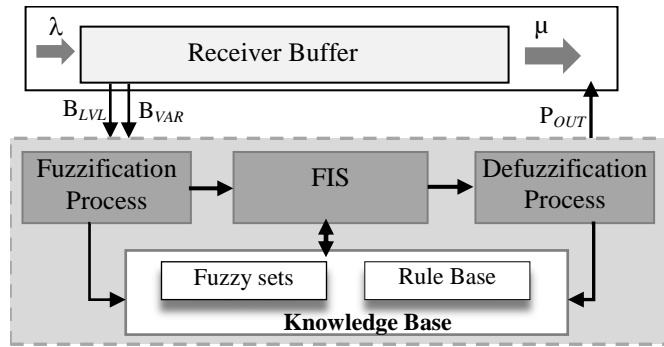 λ
Receiver Buffer
μ
B_LVL
B_VAR
P_OUT
Fuzzification
Process
FIS
Defuzzification
Process
Fuzzy sets
Rule Base
Knowledge Base